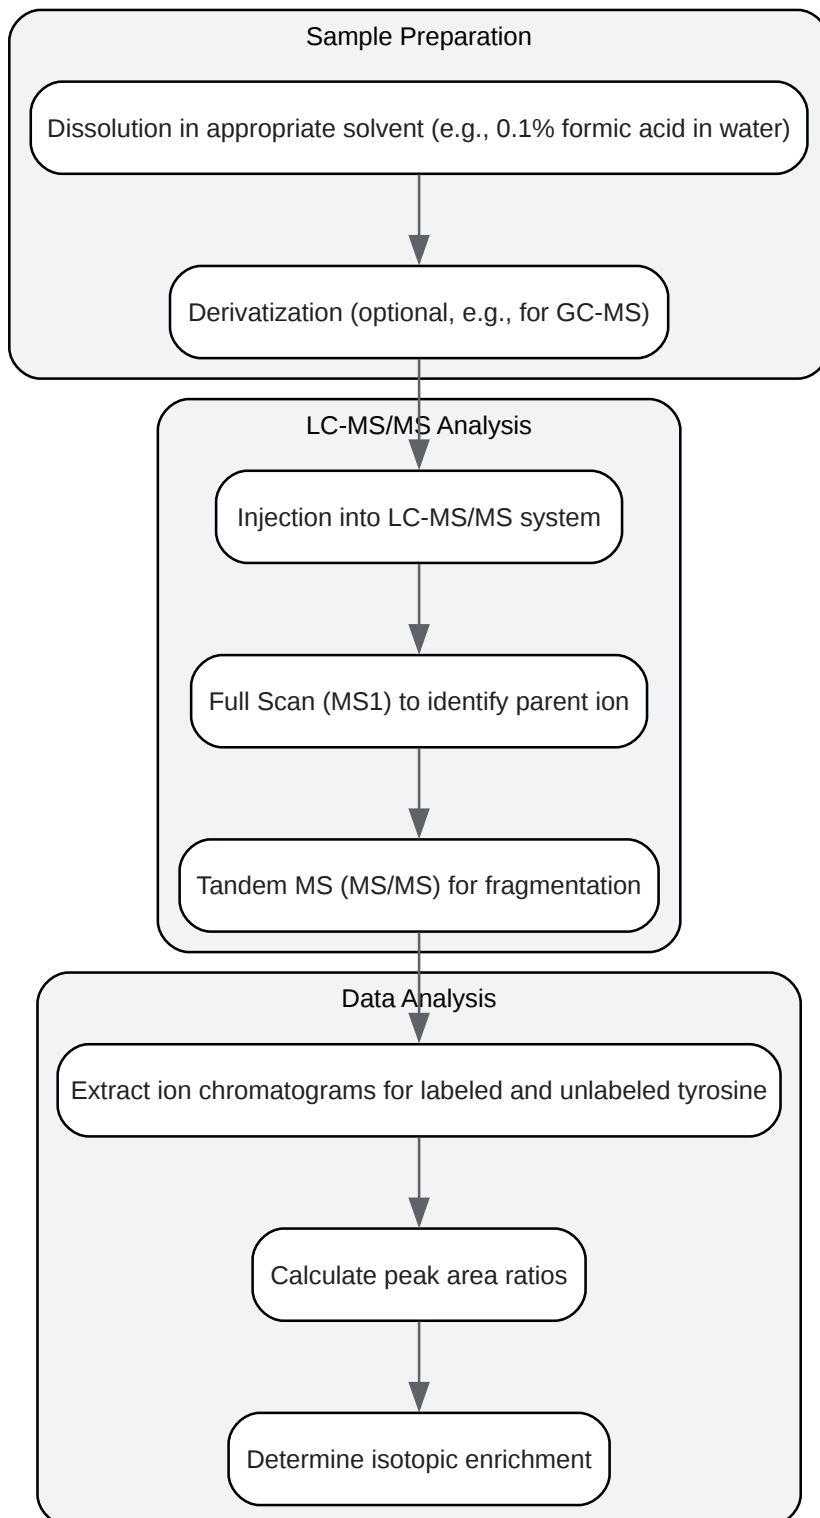 Sample Preparation
Dissolution in appropriate solvent (e.g., 0.1% formic acid in water)
Derivatization (optional, e.g., for GC-MS)
LC-MS/MS Analysis
Injection into LC-MS/MS system
Full Scan (MS1) to identify parent ion
Tandem MS (MS/MS) for fragmentation
Data Analysis
Extract ion chromatograms for labeled and unlabeled tyrosine
Calculate peak area ratios
Determine isotopic enrichment